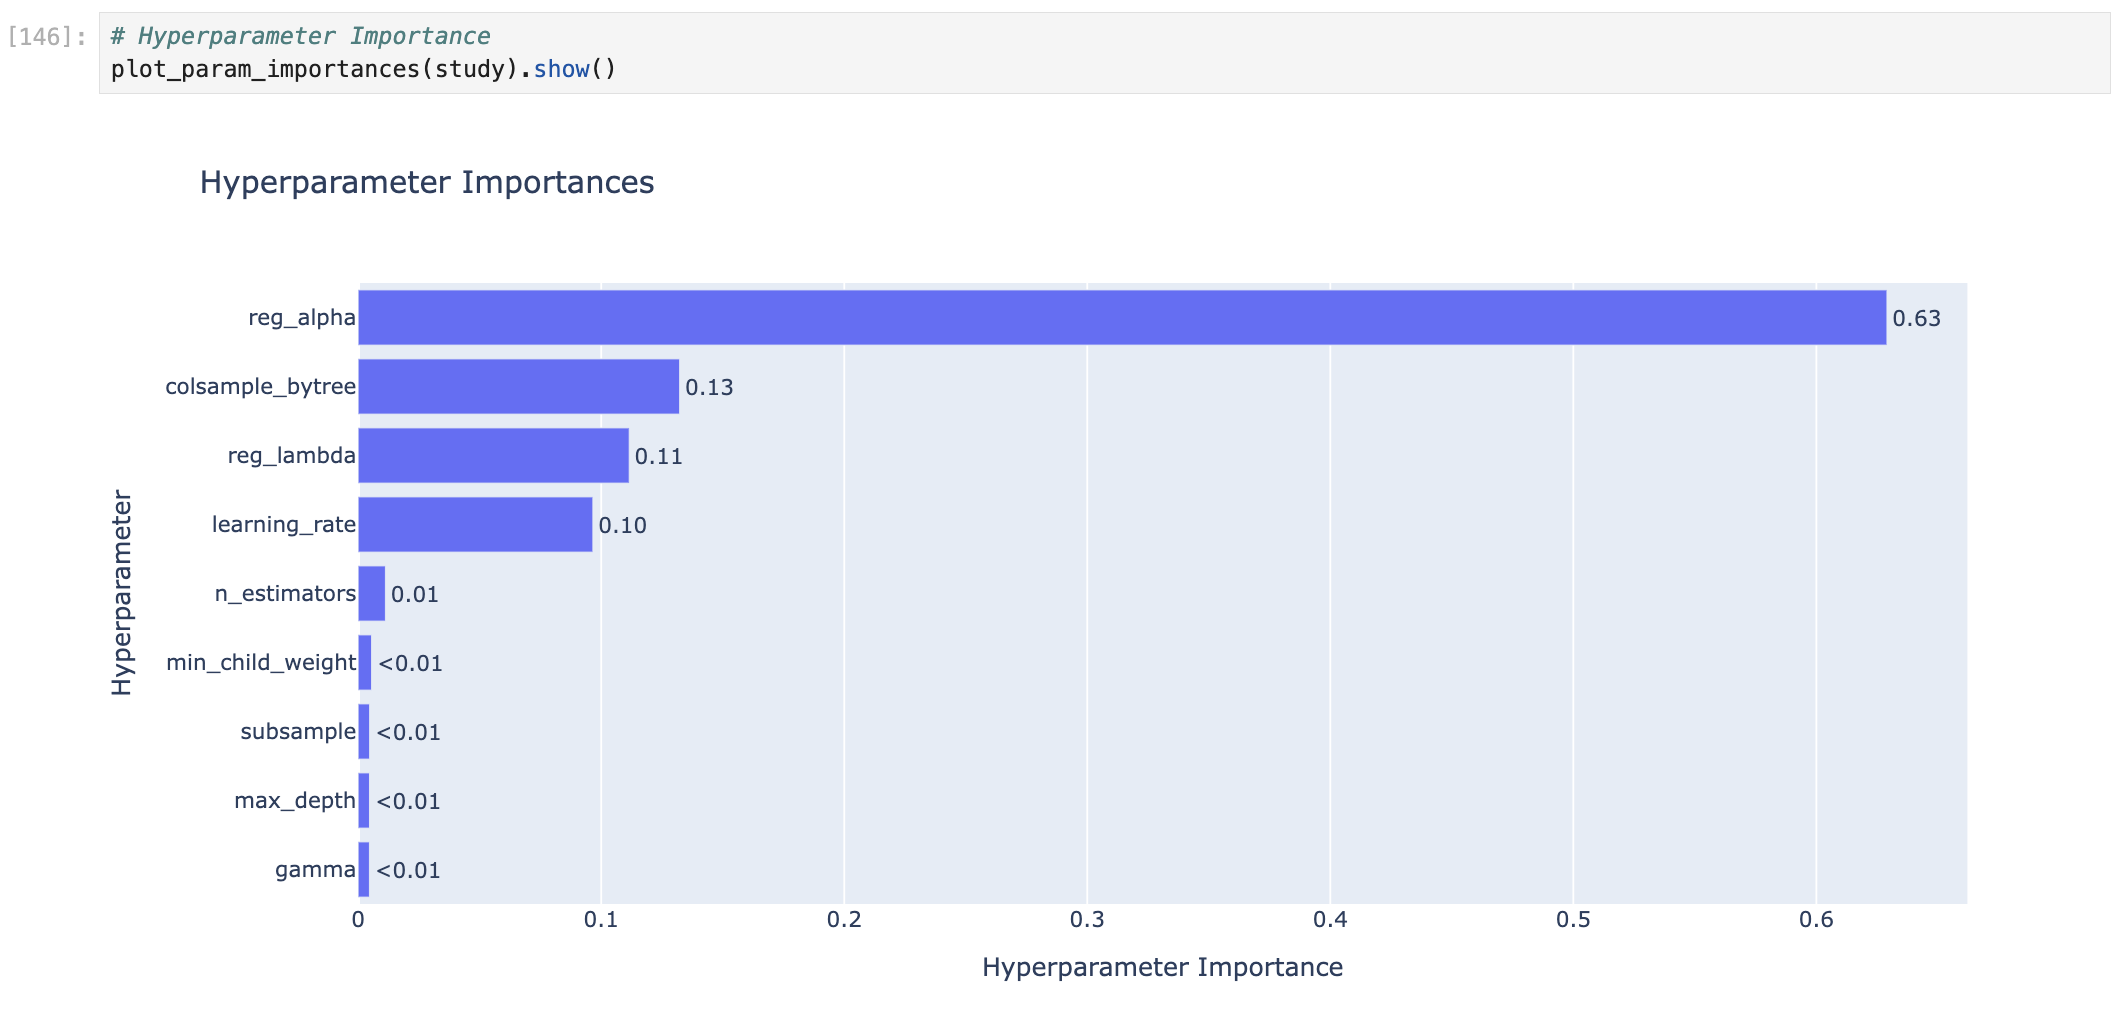 [146]: # Hyperparameter Importance
plot_param_importances(study).show()
Hyperparameter Importances
reg_alpha 0.63
colsample_bytree 0.13
reg_lambda 0.11
learning_rate 0.10
n_estimators 0.01
min_child_weight <0.01
subsample <0.01
max_depth <0.01
gamma <0.01
Hyperparameter
0 0.1 0.2 0.3 0.4 0.5 0.6
Hyperparameter Importance